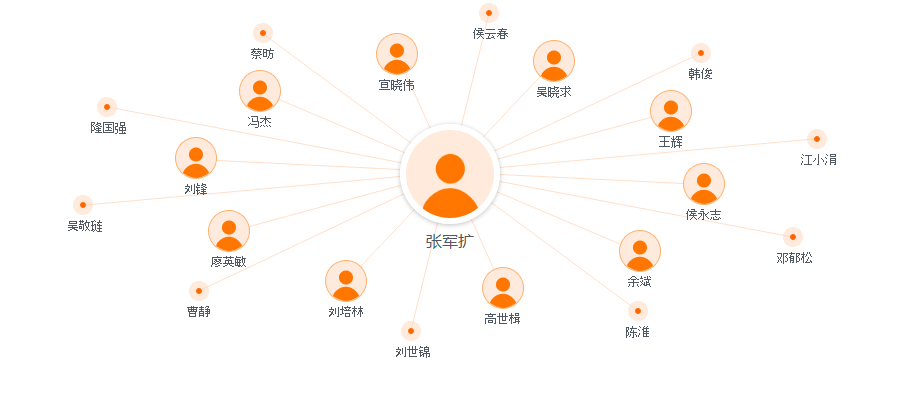 侯云春
蔡昉
韩俊
宣晓伟
吴晓求
冯杰
隆国强
王辉
江小涓
刘锋
侯永志
吴敬琏
张军扩
邓郁松
廖英敏
余斌
曹静
刘培林
高世楫
陈淮
刘世锦